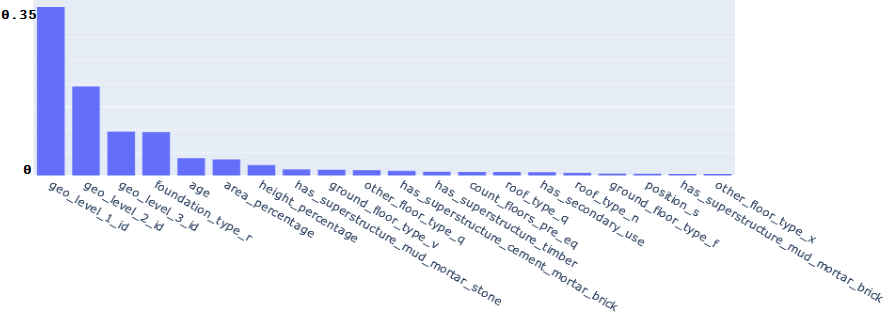 0.35
0
geo_level_1_id
geo_level_2_id
geo_level_3_id
foundation_type_r
age
area_percentage
height_percentage
has_superstructure_mud_mortar_stone
ground_floor_type_v
other_floor_type_q
has_superstructure_cement_mortar_brick
has_superstructure_timber
count_floors_pre_eq
roof_type_q
has_secondary_use
roof_type_n
ground_floor_type_f
position_s
has_superstructure_mud_mortar_brick
other_floor_type_x